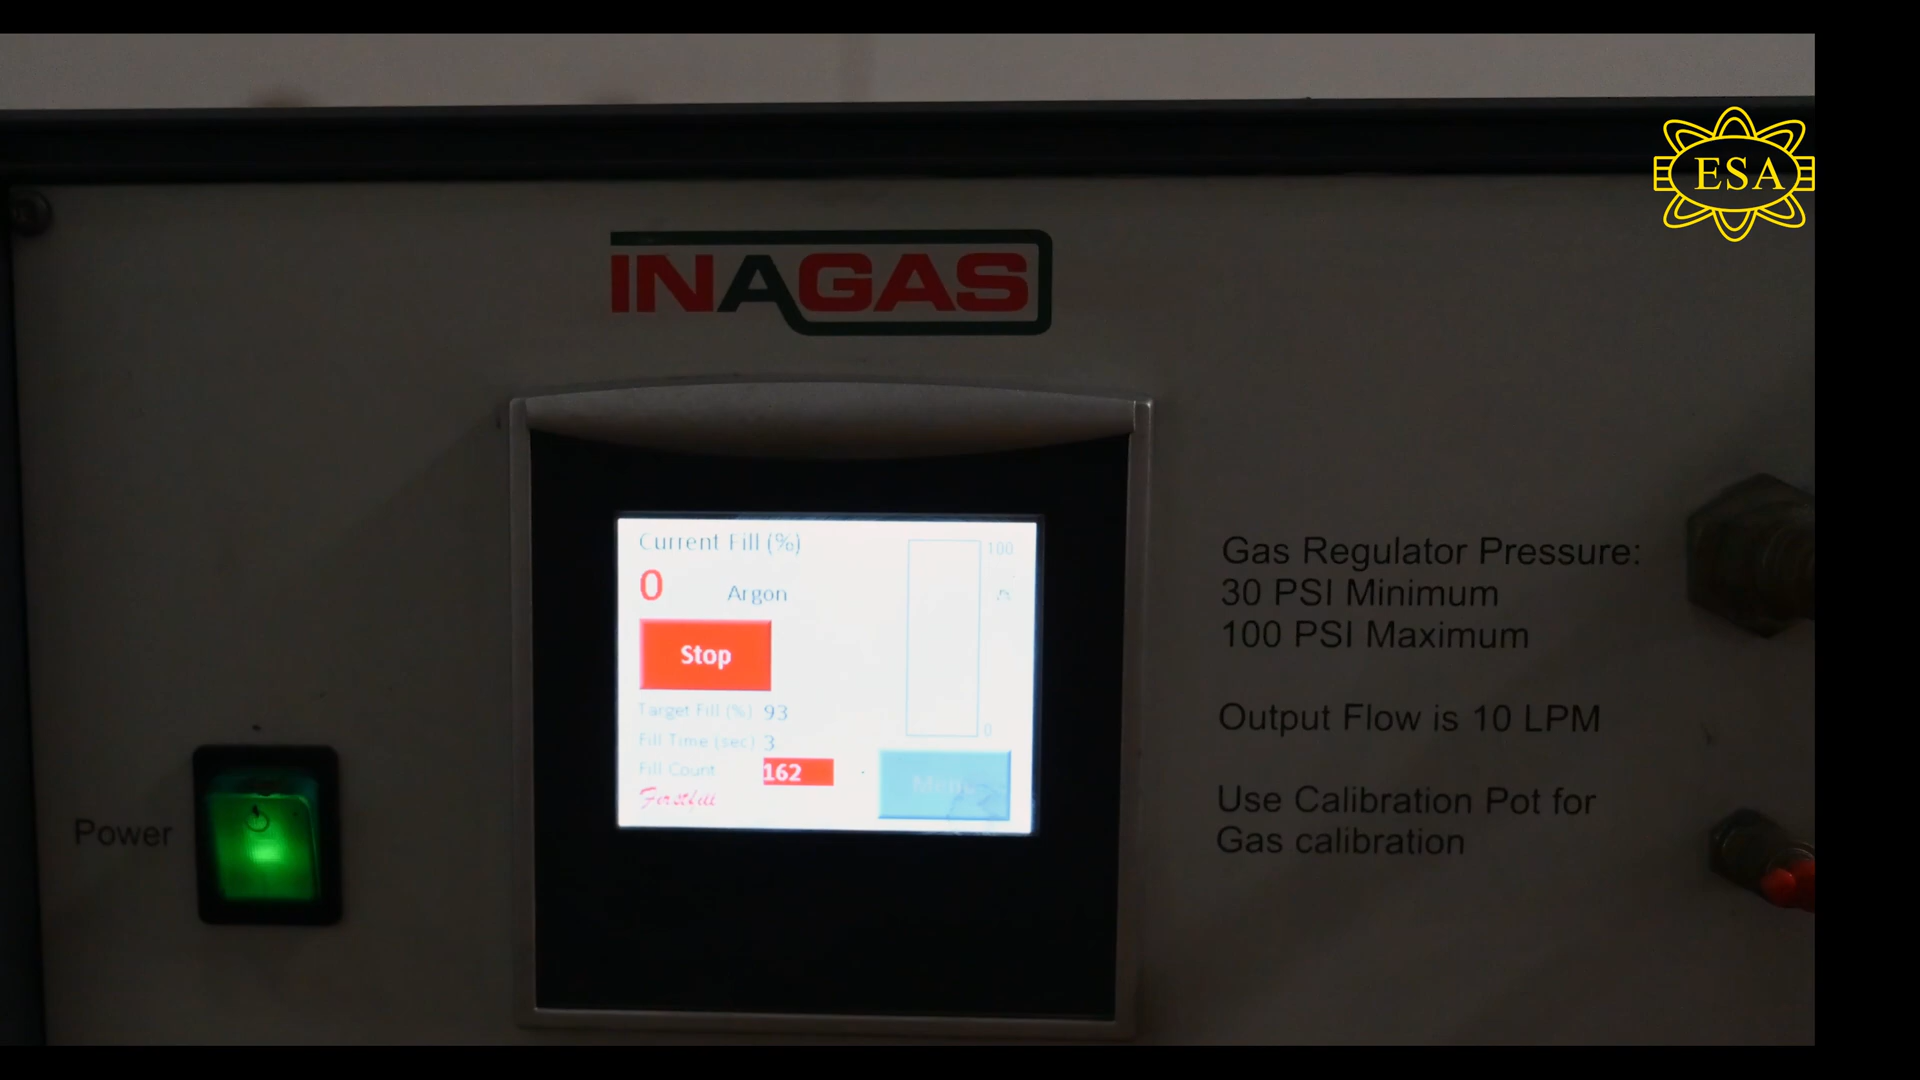 ESA
INAGAS
Current Fill (%)
100
0
Argon
%
Stop
Target Fill (%) 93
Fill Time (sec) 3
0
Fill Count 162
Menu
Firstfill
Power
Gas Regulator Pressure:
30 PSI Minimum
100 PSI Maximum
Output Flow is 10 LPM
Use Calibration Pot for
Gas calibration